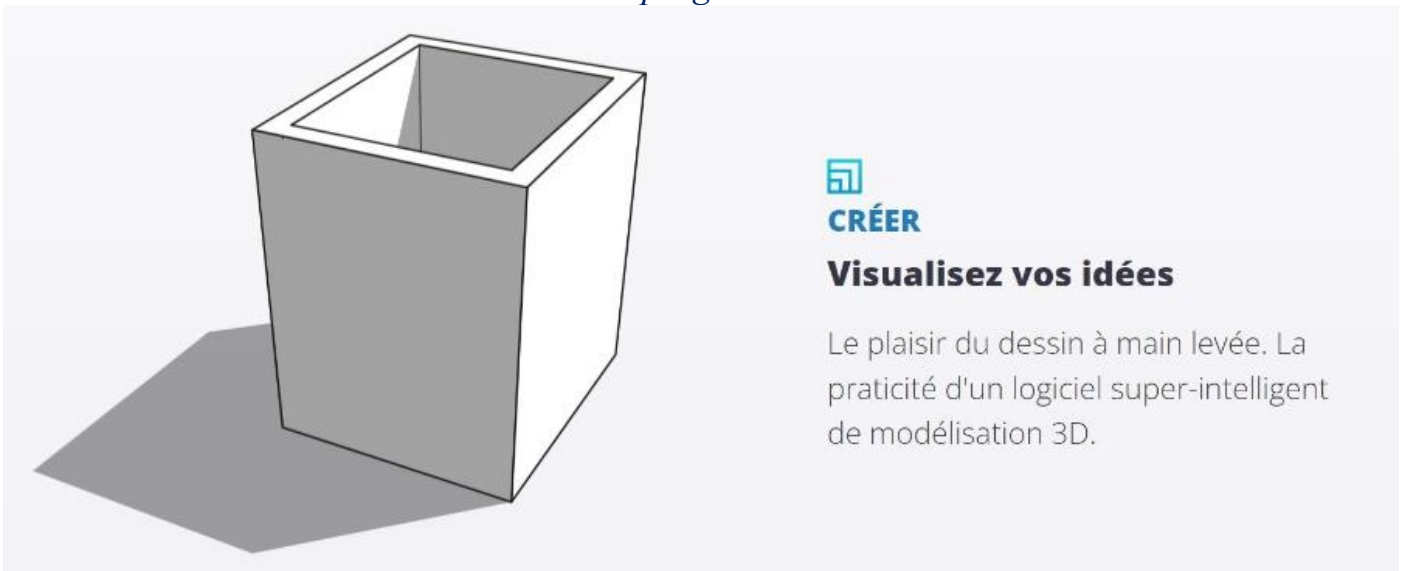 CRÉER
Visualisez vos idées
Le plaisir du dessin à main levée. La
praticité d'un logiciel super-intelligent
de modélisation 3D.